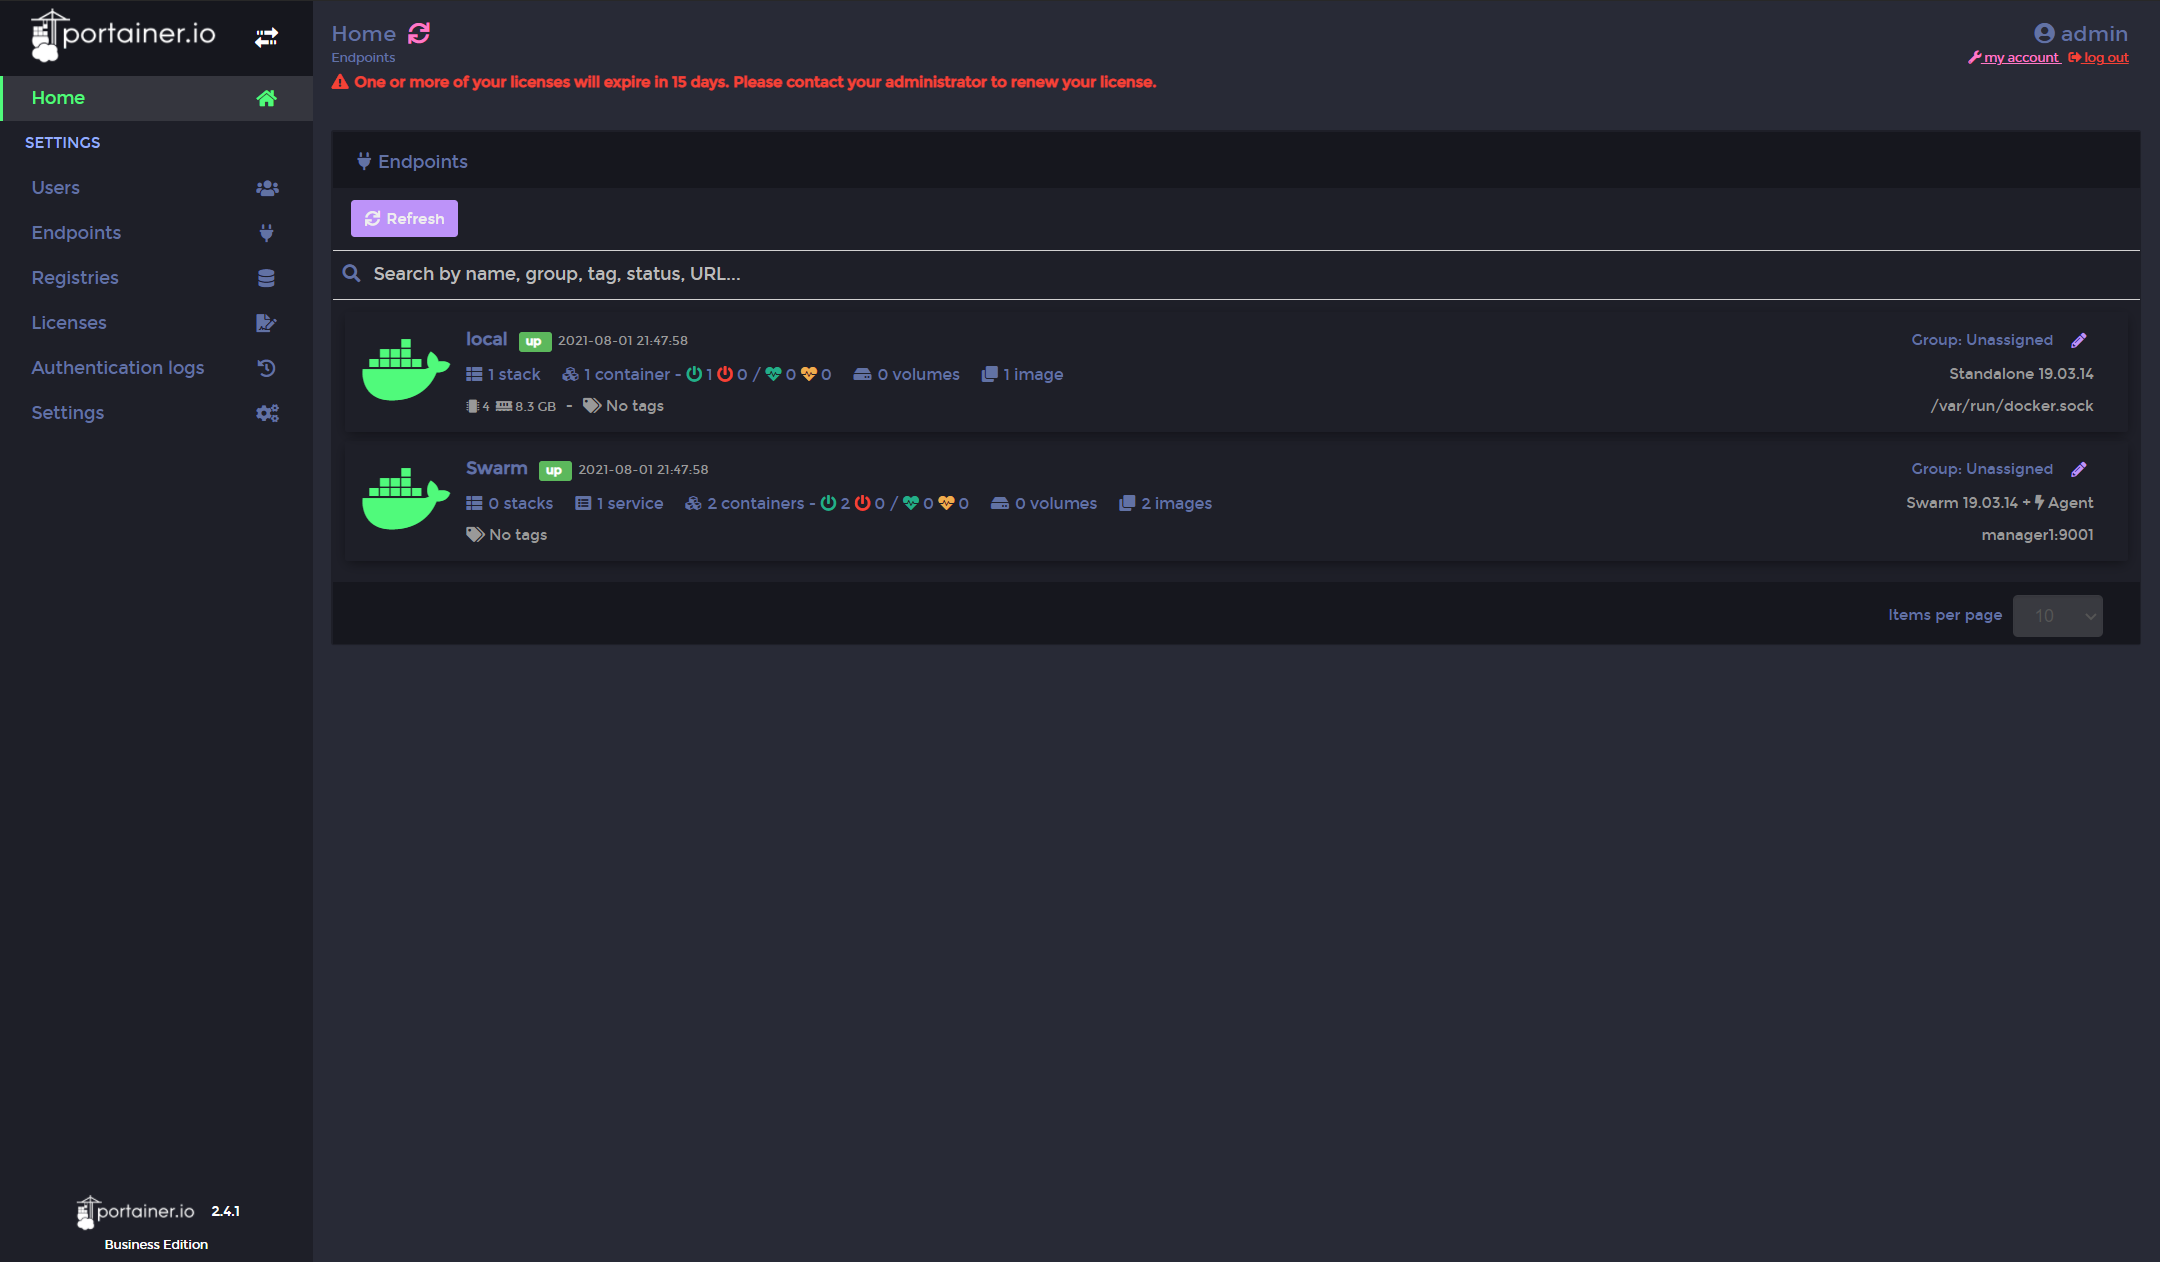 portainer.io
Home
SETTINGS
Users
Endpoints
Registries
Licenses
Authentication logs
Settings
portainer.io 2.4.1
Business Edition
Home
Endpoints
One or more of your licenses will expire in 15 days. Please contact your administrator to renew your license.
admin
my account log out
Endpoints
Refresh
Search by name, group, tag, status, URL...
local up 2021-08-01 21:47:58
1 stack 1 container - 1 0 / 0 0 0 volumes 1 image
4 8.3 GB - No tags
Group: Unassigned
Standalone 19.03.14
/var/run/docker.sock
Swarm up 2021-08-01 21:47:58
0 stacks 1 service 2 containers - 2 0 / 0 0 0 volumes 2 images
No tags
Group: Unassigned
Swarm 19.03.14 + Agent
manager1:9001
Items per page 10